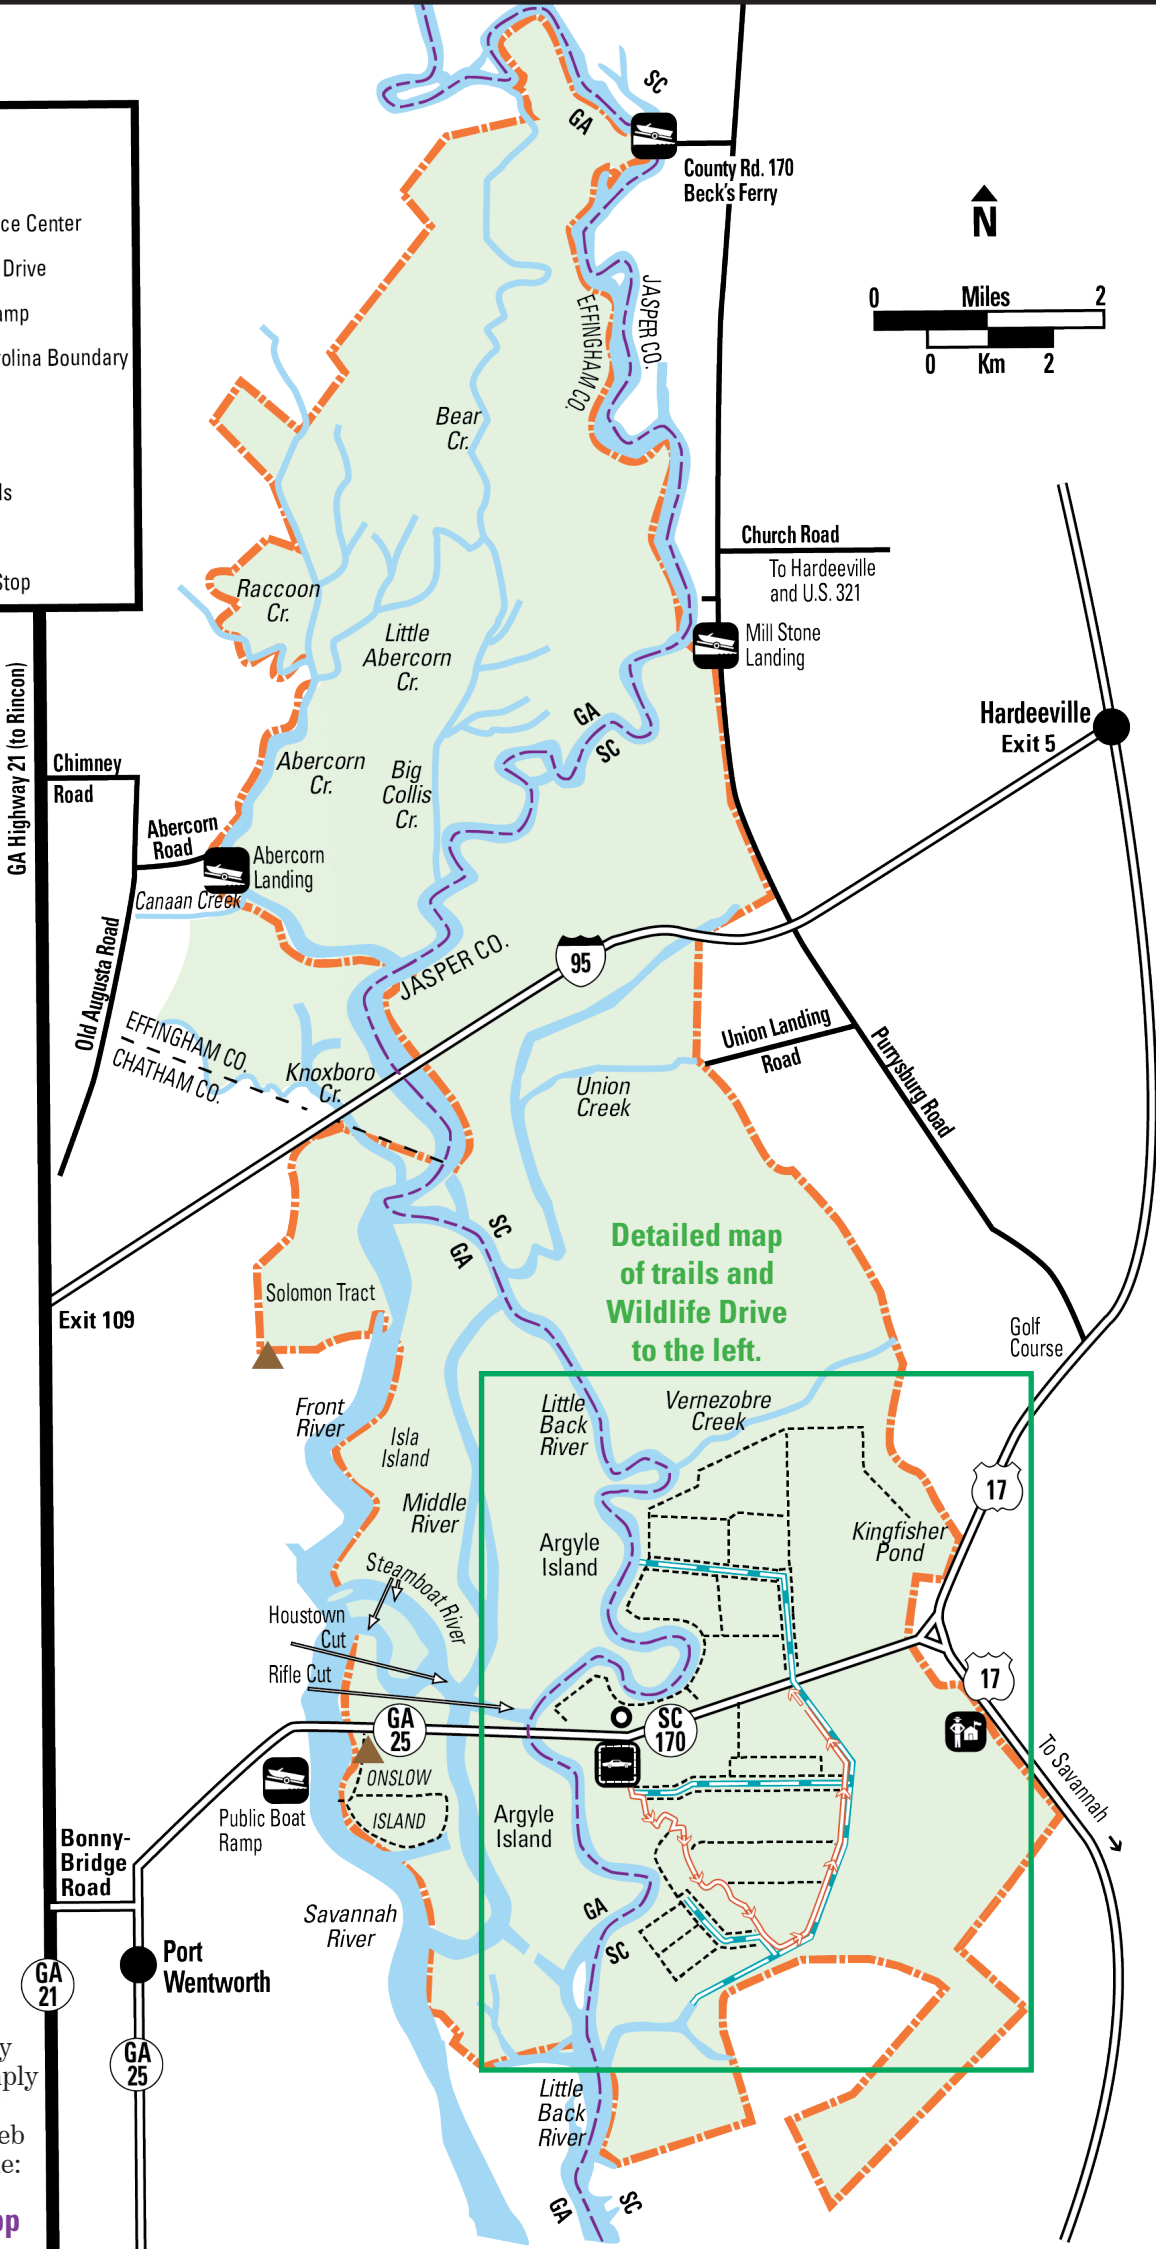 SC
GA
County Rd. 170
Beck's Ferry
N
0 Miles 2
0 Km 2
ce Center
Drive
amp
rolina Boundary
ls
Stop
JASPER CO.
EFFINGHAM CO.
Bear
Cr.
Church Road
To Hardeeville
and U.S. 321
Raccoon
Cr.
Little
Abercorn
Cr.
Mill Stone
Landing
GA Highway 21 (to Rincon)
GA
SC
Hardeeville
Exit 5
Chimney
Road
Abercorn
Cr.
Big
Collis
Cr.
Abercorn
Road
Abercorn
Landing
Canaan Creek
Old Augusta Road
JASPER CO.
95
EFFINGHAM CO.
CHATHAM CO.
Knoxboro
Cr.
Union
Creek
Union Landing
Road
Purrysburg Road
SC
GA
Detailed map
of trails and
Wildlife Drive
to the left.
Solomon Tract
Exit 109
Golf
Course
Front
River
Isla
Island
Little
Back
River
Vernezobre
Creek
17
Middle
River
Argyle
Island
Kingfisher
Pond
Steamboat River
Houstown
Cut
Rifle Cut
17
GA
25
SC
170
To Savannah
ONSLOW
ISLAND
Public Boat
Ramp
Argyle
Island
Bonny-
Bridge
Road
Savannah
River
GA
SC
Port
Wentworth
GA
21
GA
25
y
ply
eb
e:
pp
Little
Back
River
GA
SC